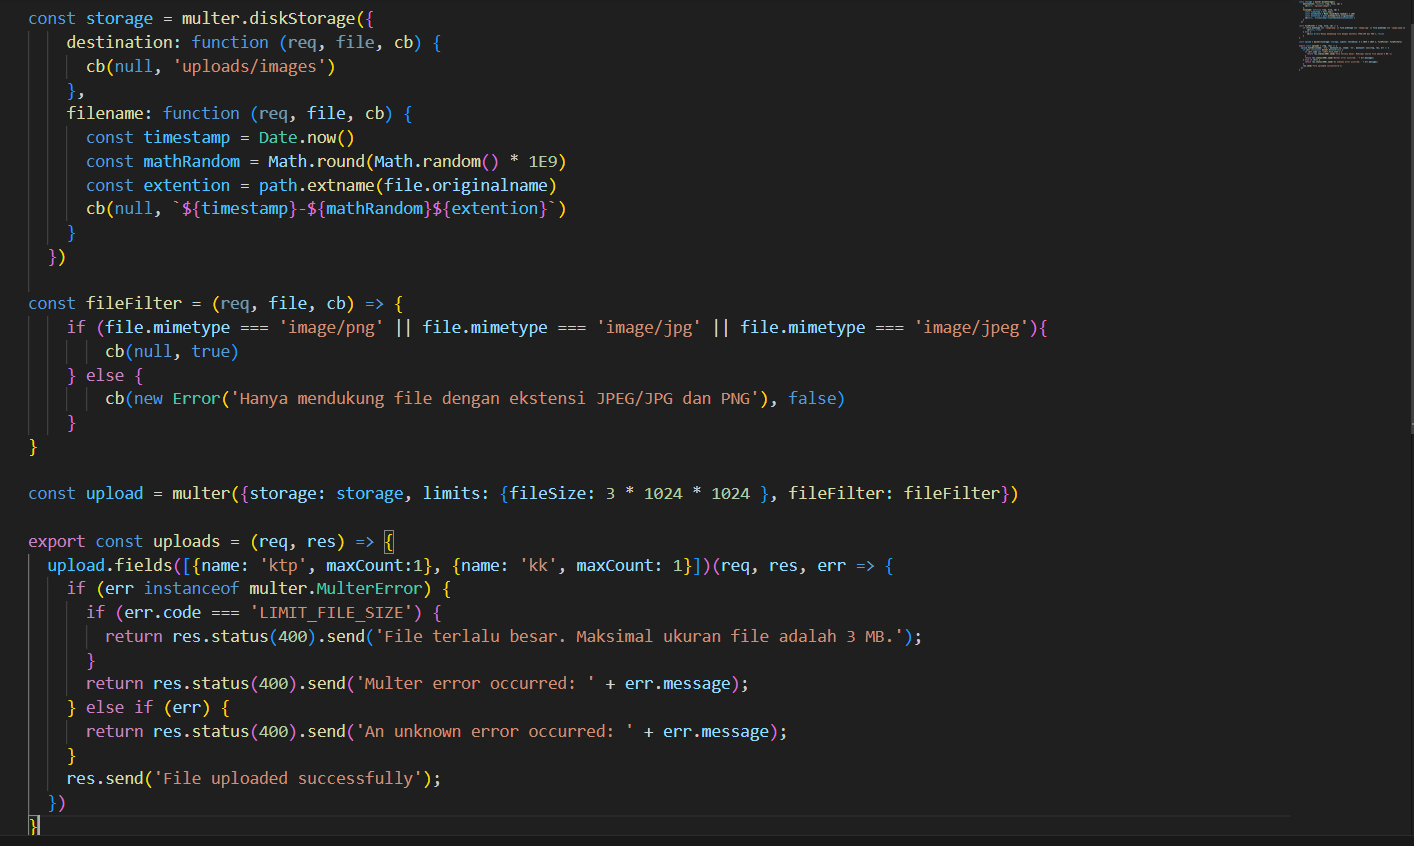 const storage = multer.diskStorage({
destination: function (req, file, cb) {
cb(null, 'uploads/images')
},
filename: function (req, file, cb) {
const timestamp = Date.now()
const mathRandom = Math.round(Math.random() * 1E9)
const extention = path.extname(file.originalname)
cb(null, `${timestamp}-${mathRandom}${extention}`)
}
})
const fileFilter = (req, file, cb) => {
if (file.mimetype === 'image/png' || file.mimetype === 'image/jpg' || file.mimetype === 'image/jpeg'){
cb(null, true)
} else {
cb(new Error('Hanya mendukung file dengan ekstensi JPEG/JPG dan PNG'), false)
}
}
const upload = multer({storage: storage, limits: {fileSize: 3 * 1024 * 1024 }, fileFilter: fileFilter})
export const uploads = (req, res) => {
upload.fields([{name: 'ktp', maxCount:1}, {name: 'kk', maxCount: 1}])(req, res, err => {
if (err instanceof multer.MulterError) {
if (err.code === 'LIMIT_FILE_SIZE') {
return res.status(400).send('File terlalu besar. Maksimal ukuran file adalah 3 MB.');
}
return res.status(400).send('Multer error occurred: ' + err.message);
} else if (err) {
return res.status(400).send('An unknown error occurred: ' + err.message);
}
res.send('File uploaded successfully');
})
}